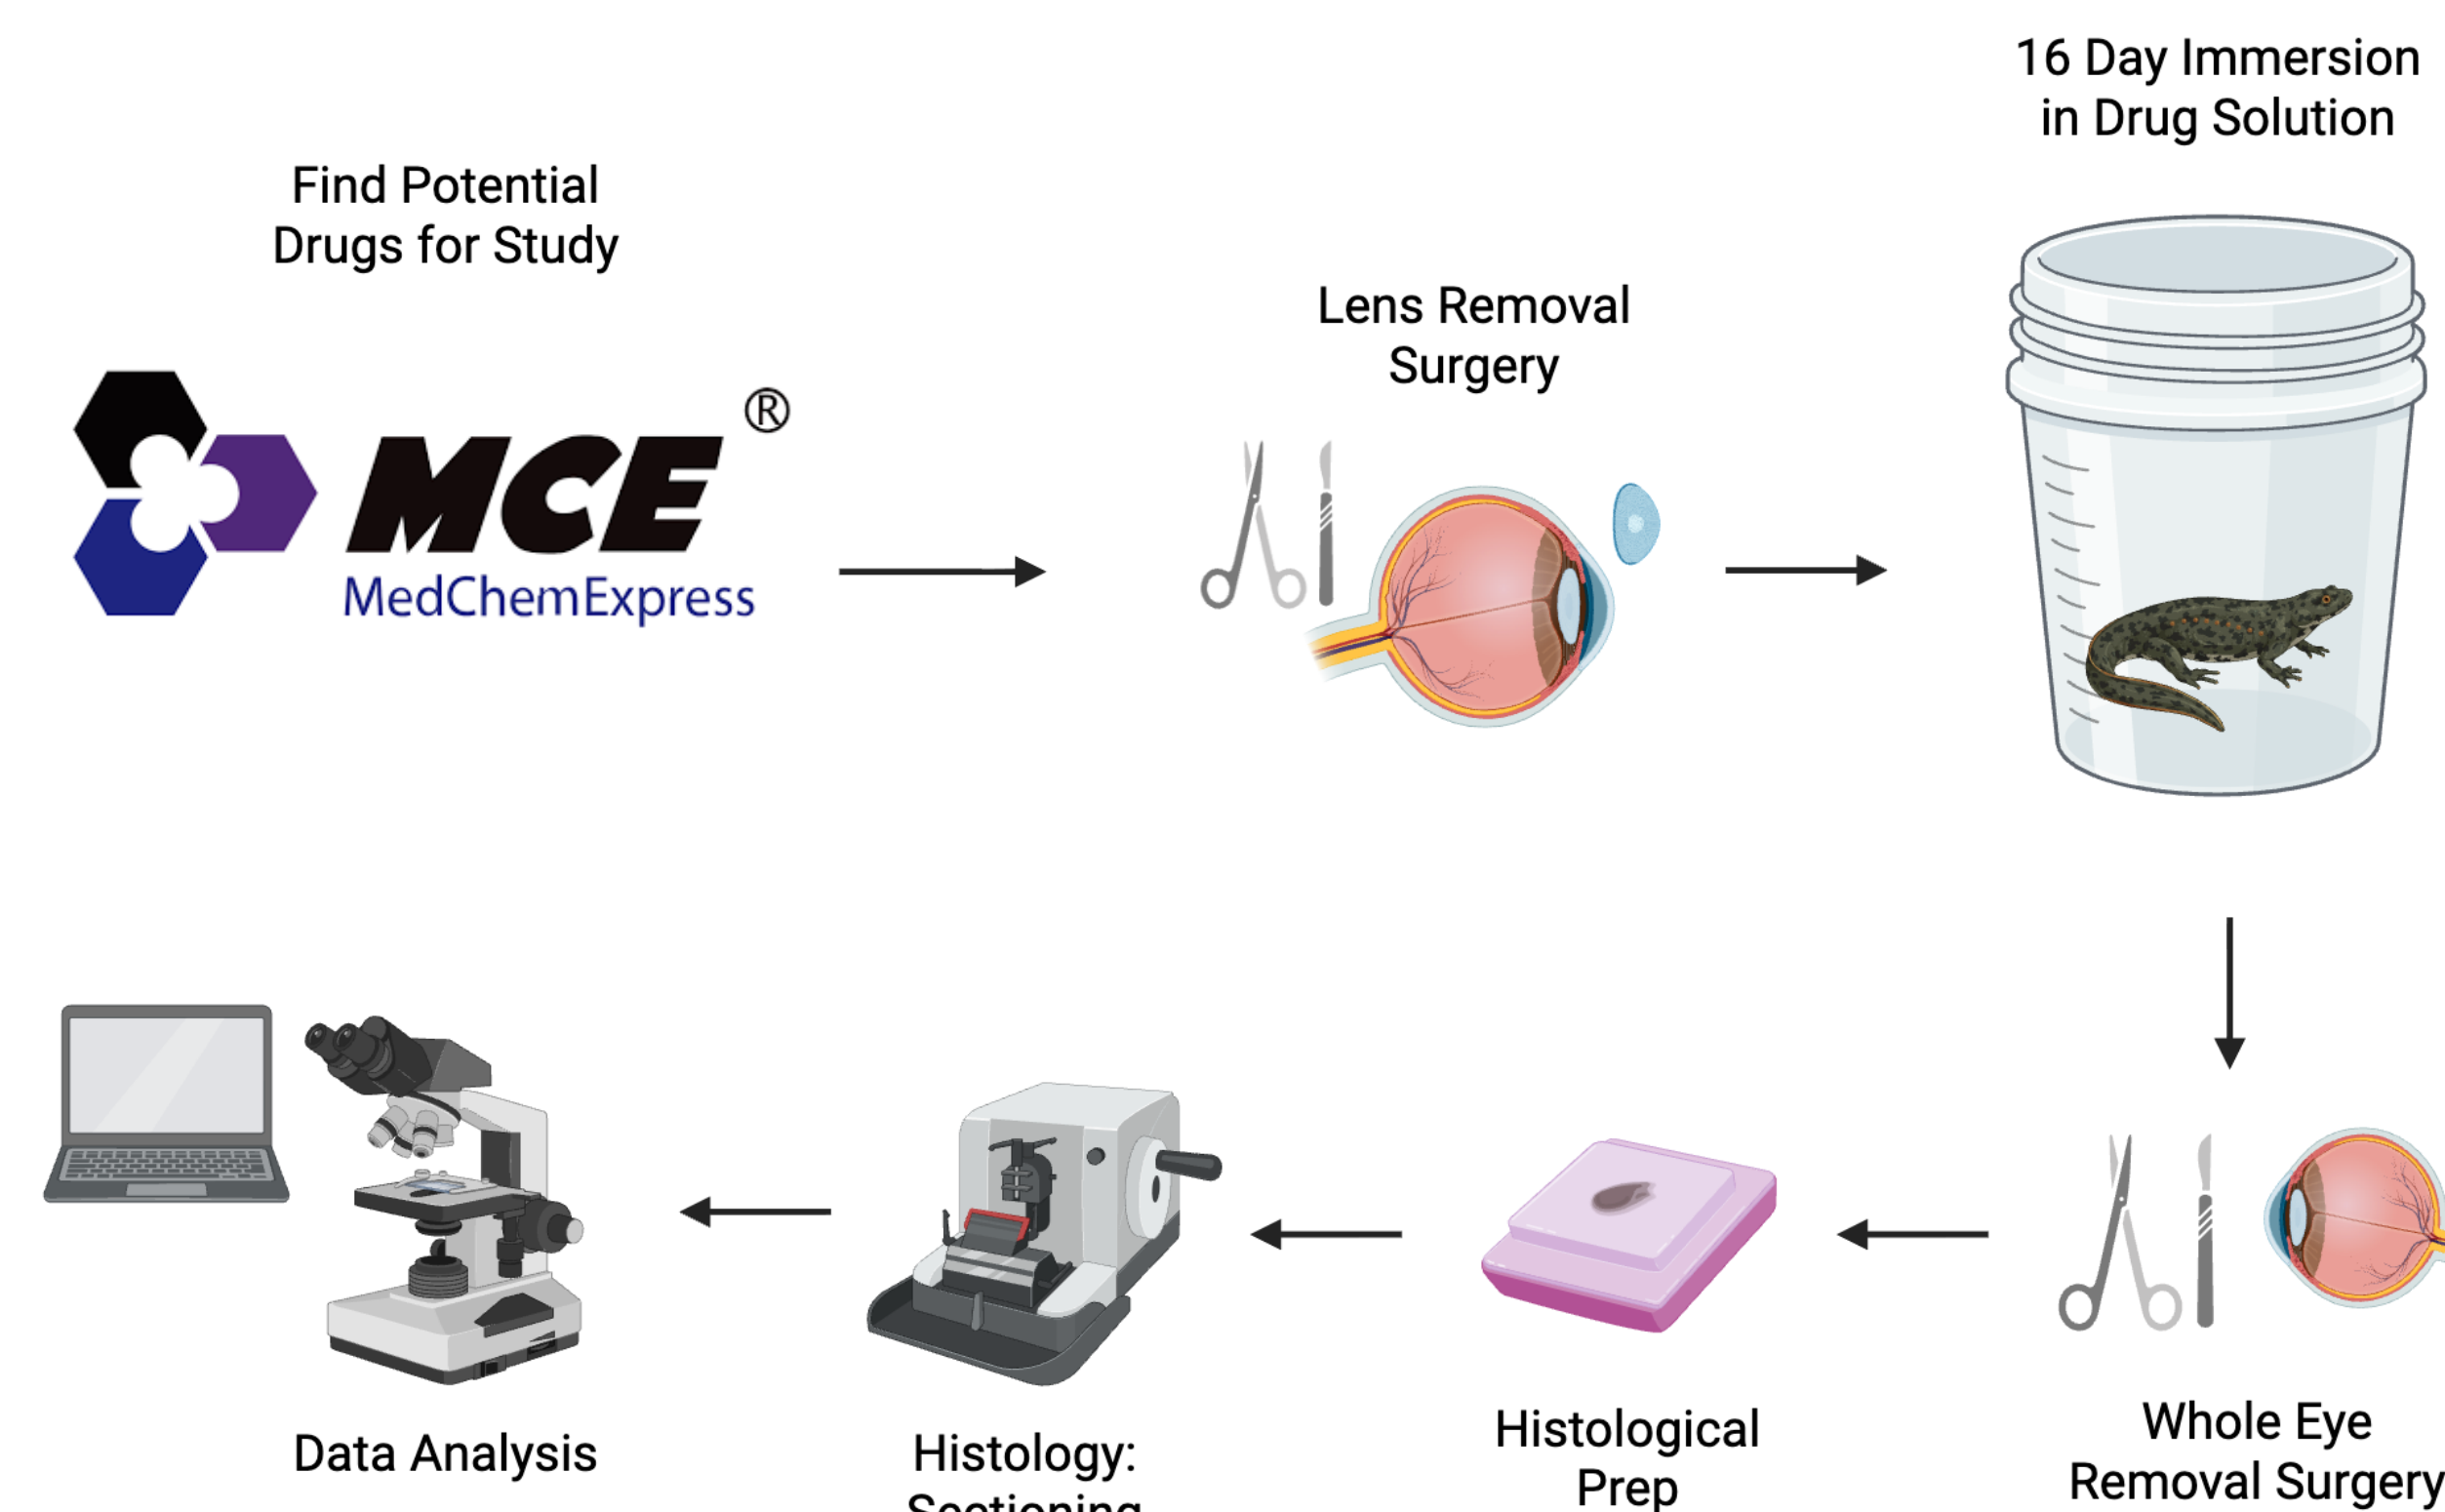 16 Day Immersion
in Drug Solution
Find Potential
Drugs for Study
Lens Removal
Surgery
MCE®
MedChemExpress
Data Analysis
Histology:
Sectioning
Histological
Prep
Whole Eye
Removal Surgery